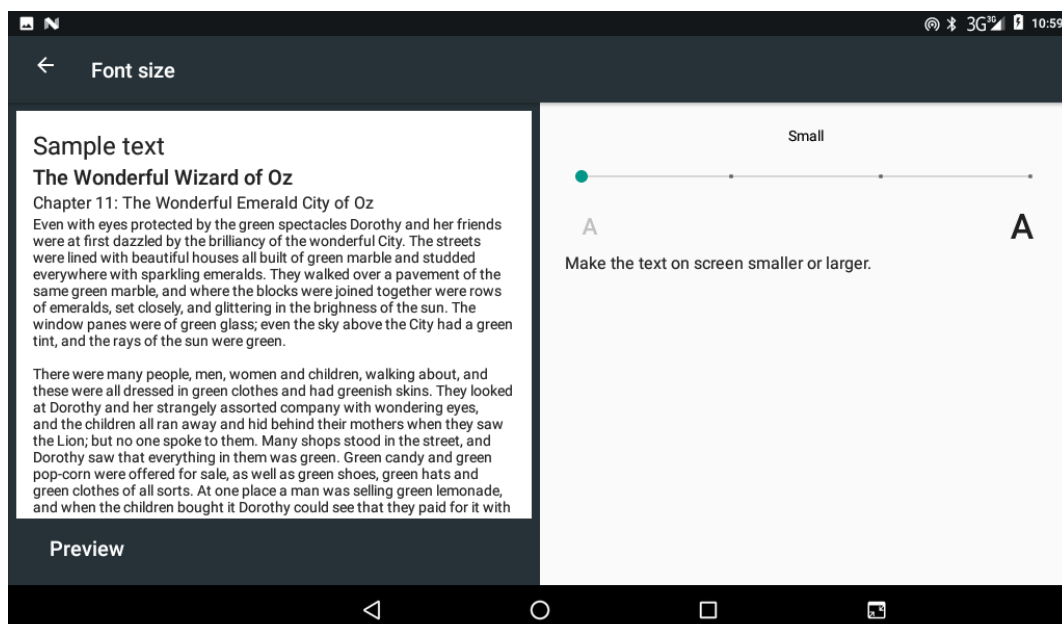 3G 3G 10:59
Font size
Sample text
The Wonderful Wizard of Oz
Chapter 11: The Wonderful Emerald City of Oz
Even with eyes protected by the green spectacles Dorothy and her friends
were at first dazzled by the brilliancy of the wonderful City. The streets
were lined with beautiful houses all built of green marble and studded
everywhere with sparkling emeralds. They walked over a pavement of the
same green marble, and where the blocks were joined together were rows
of emeralds, set closely, and glittering in the brighness of the sun. The
window panes were of green glass; even the sky above the City had a green
tint, and the rays of the sun were green.
There were many people, men, women and children, walking about, and
these were all dressed in green clothes and had greenish skins. They looked
at Dorothy and her strangely assorted company with wondering eyes,
and the children all ran away and hid behind their mothers when they saw
the Lion; but no one spoke to them. Many shops stood in the street, and
Dorothy saw that everything in them was green. Green candy and green
pop-corn were offered for sale, as well as green shoes, green hats and
green clothes of all sorts. At one place a man was selling green lemonade,
and when the children bought it Dorothy could see that they paid for it with
Preview
Small
A A
Make the text on screen smaller or larger.